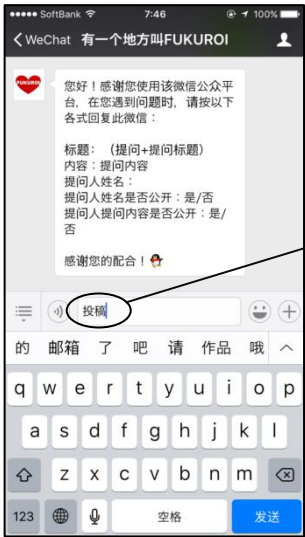 SoftBank 7:46 100%
WeChat 有一个地方叫FUKUROI
FUKUROI
您好！感谢您使用该微信公众平
台，在您遇到问题时，请按以下
各式回复此微信：
标题：（提问+提问标题）
内容：提问内容
提问人姓名：
提问人姓名是否公开：是/否
提问人提问内容是否公开：是/
否
感谢您的配合！
投稿
的 邮箱 了 吧 请 作品 哦
q w e r t y u i o p
a s d f g h j k l
z x c v b n m
123 空格 发送